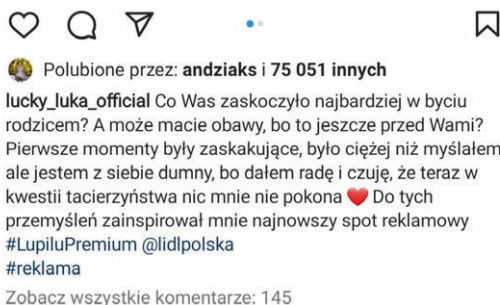 Polubione przez: andziaks i 75 051 innych
lucky_luka_official Co Was zaskoczyło najbardziej w byciu
rodzicem? A może macie obawy, bo to jeszcze przed Wami?
Pierwsze momenty były zaskakujące, było ciężej niż myślałem
ale jestem z siebie dumny, bo dałem radę i czuję, że teraz w
kwestii tacierzyństwa nic mnie nie pokona ❤️ Do tych
przemyśleń zainspirował mnie najnowszy spot reklamowy
#LupiluPremium @lidlpolska
#reklama
Zobacz wszystkie komentarze: 145